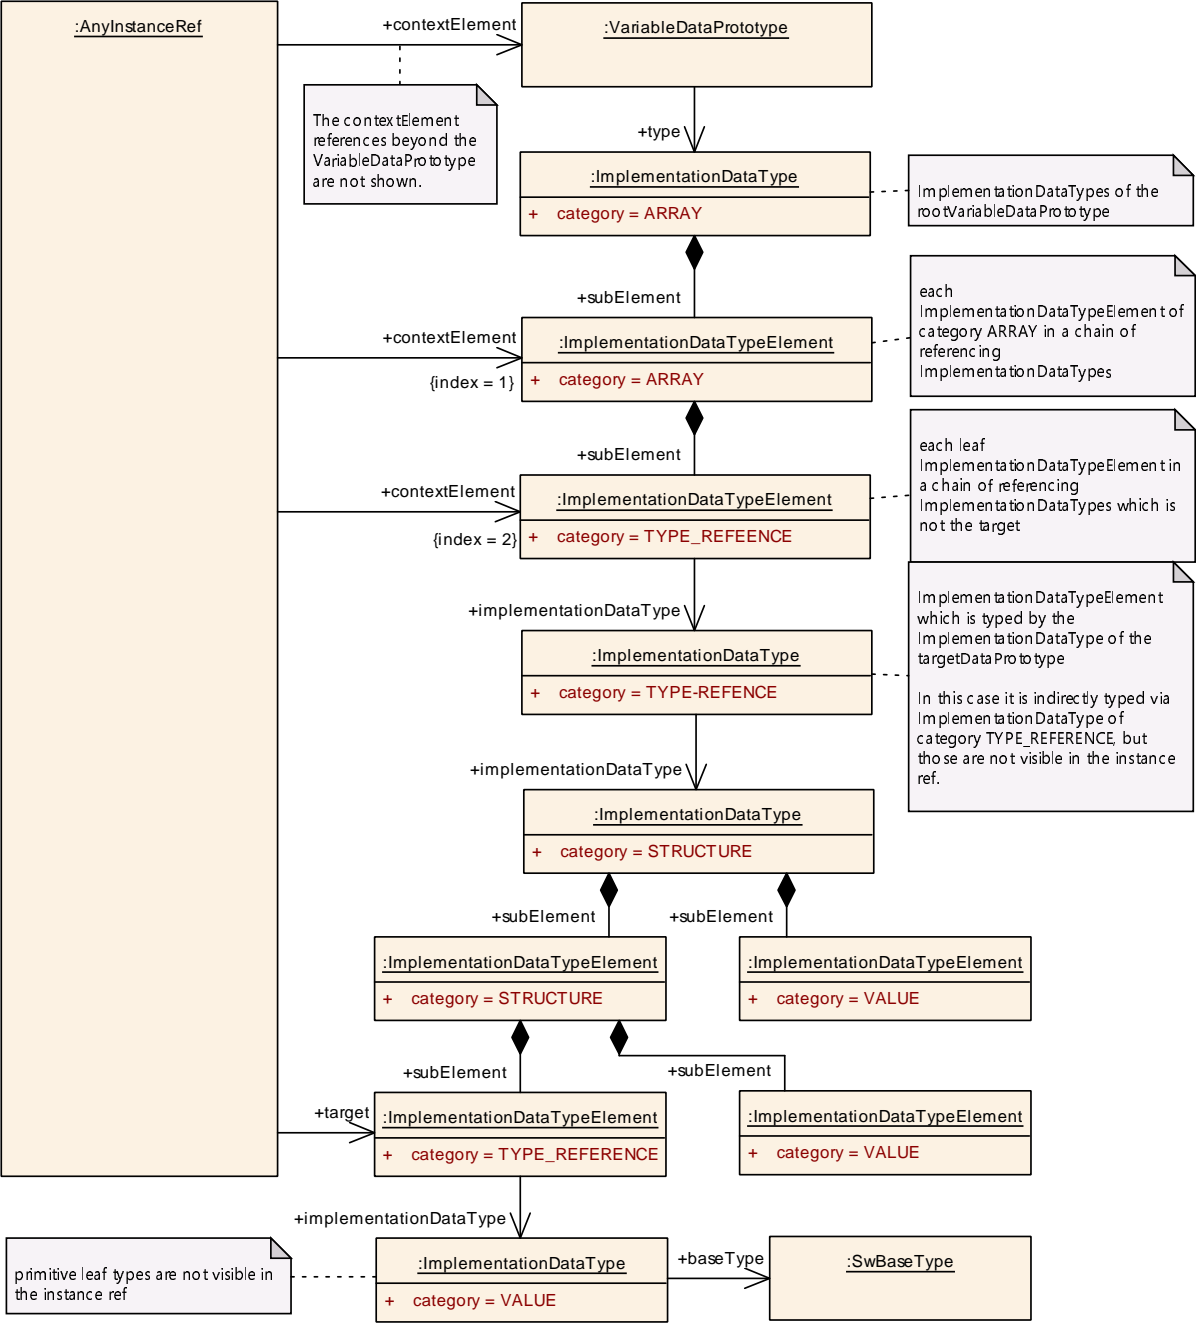 :AnyInstanceRef
+contextElement
:VariableDataPrototype
The contextElement
references beyond the
VariableDataPrototype
are not shown.
+type
:ImplementationDataType
+ category = ARRAY
ImplementationDataTypes of the
rootVariableDataPrototype
+subElement
each
ImplementationDataTypeElement of
category ARRAY in a chain of
referencing
ImplementationDataTypes
+contextElement
{index = 1}
:ImplementationDataTypeElement
+ category = ARRAY
+subElement
each leaf
ImplementationDataTypeElement in
a chain of referencing
ImplementationDataTypes which is
not the target
+contextElement
{index = 2}
:ImplementationDataTypeElement
+ category = TYPE_REFEENCE
+implementationDataType
ImplementationDataTypeElement
which is typed by the
ImplementationDataType of the
targetDataPrototype
In this case it is indirectly typed via
ImplementationDataType of
category TYPE_REFERENCE, but
those are not visible in the instance
ref.
:ImplementationDataType
+ category = TYPE-REFENCE
+implementationDataType
:ImplementationDataType
+ category = STRUCTURE
+subElement
+subElement
:ImplementationDataTypeElement
+ category = STRUCTURE
:ImplementationDataTypeElement
+ category = VALUE
+subElement
+subElement
+target
:ImplementationDataTypeElement
+ category = TYPE_REFERENCE
:ImplementationDataTypeElement
+ category = VALUE
+implementationDataType
primitive leaf types are not visible in
the instance ref
:ImplementationDataType
+ category = VALUE
+baseType
:SwBaseType